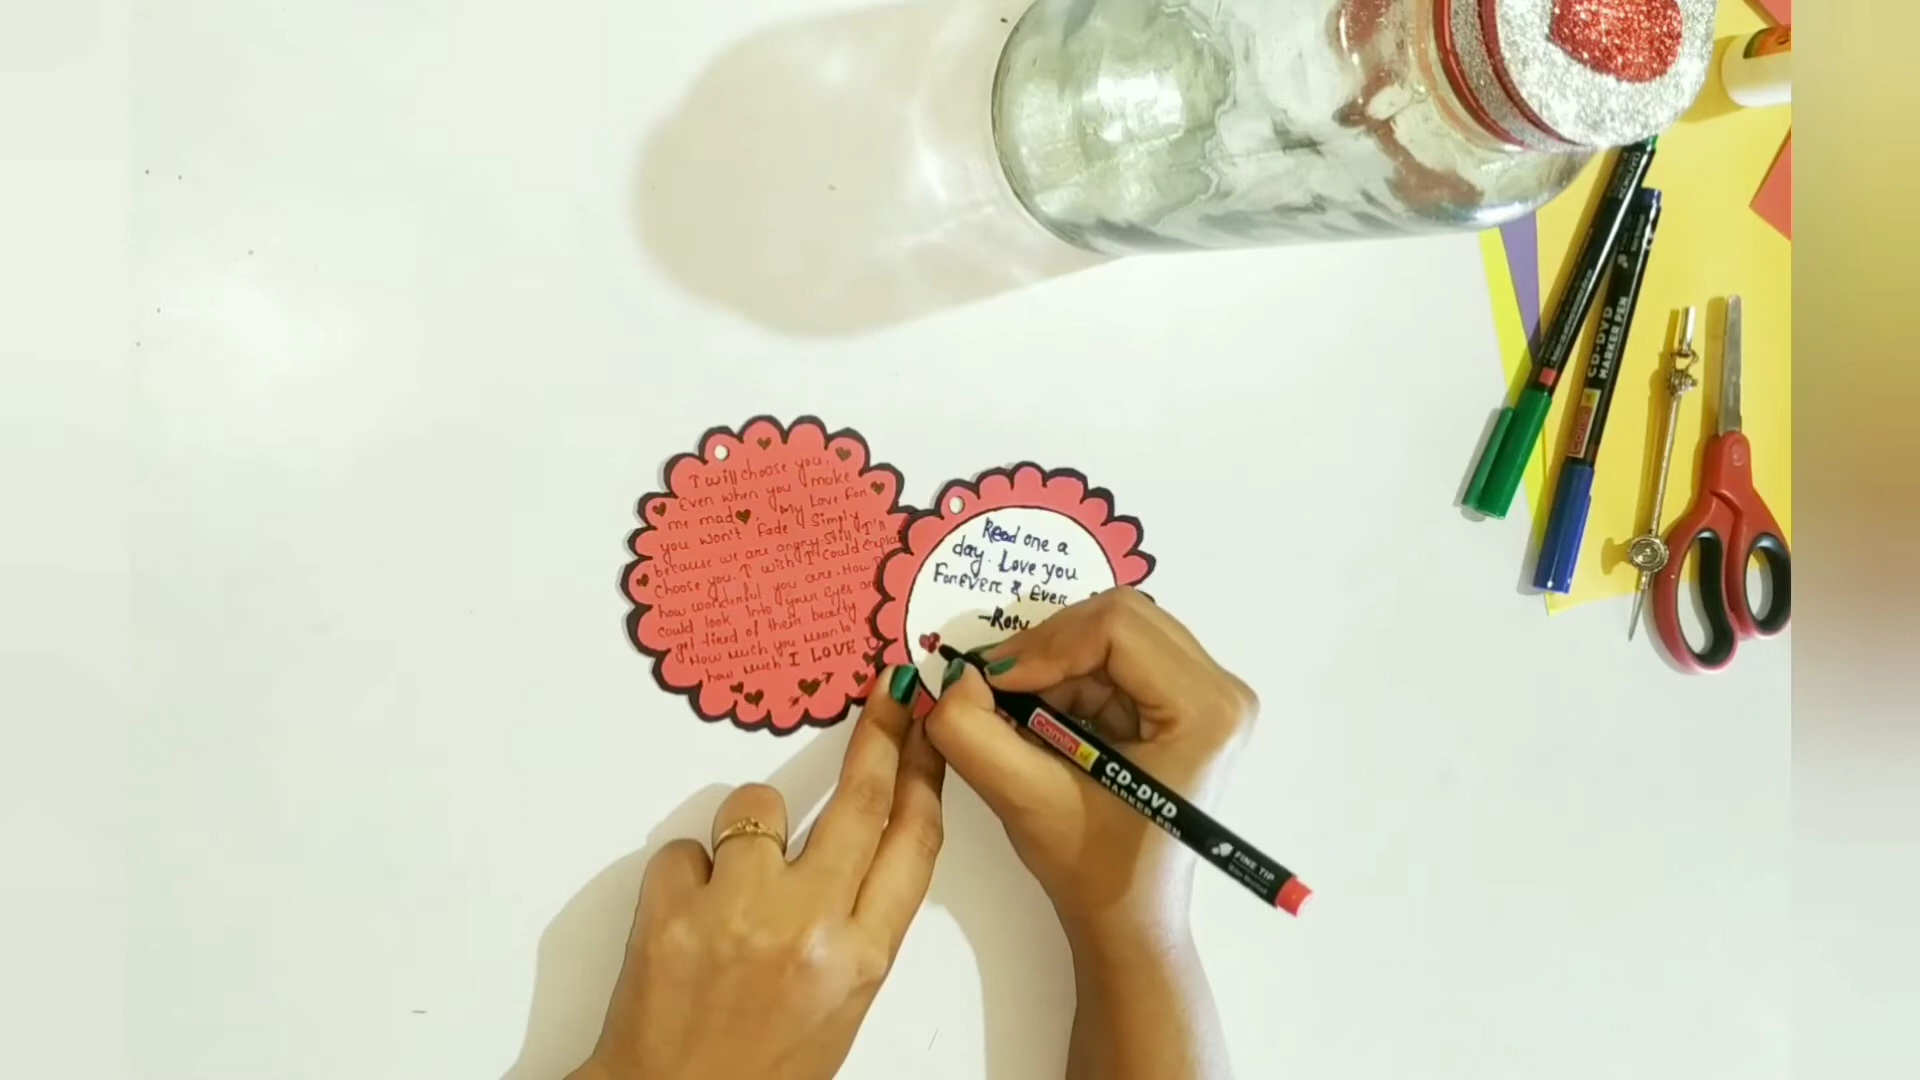 I will choose you.
Even when you make
me mad. My Love For
you won't Fade Simply
because we are angry. Still I'll
choose you. I wish I could explain
how wonderful you are. How I
could look into your eyes and
get tired of their beauty
How much you mean to
how much I LOVE U
Read one a
day. Love you
ForEver & Ever
-Rosy
Camlin
CD-DVD
MARKER PEN
FINE TIP
CD-DVD
MARKER PEN
Camlin